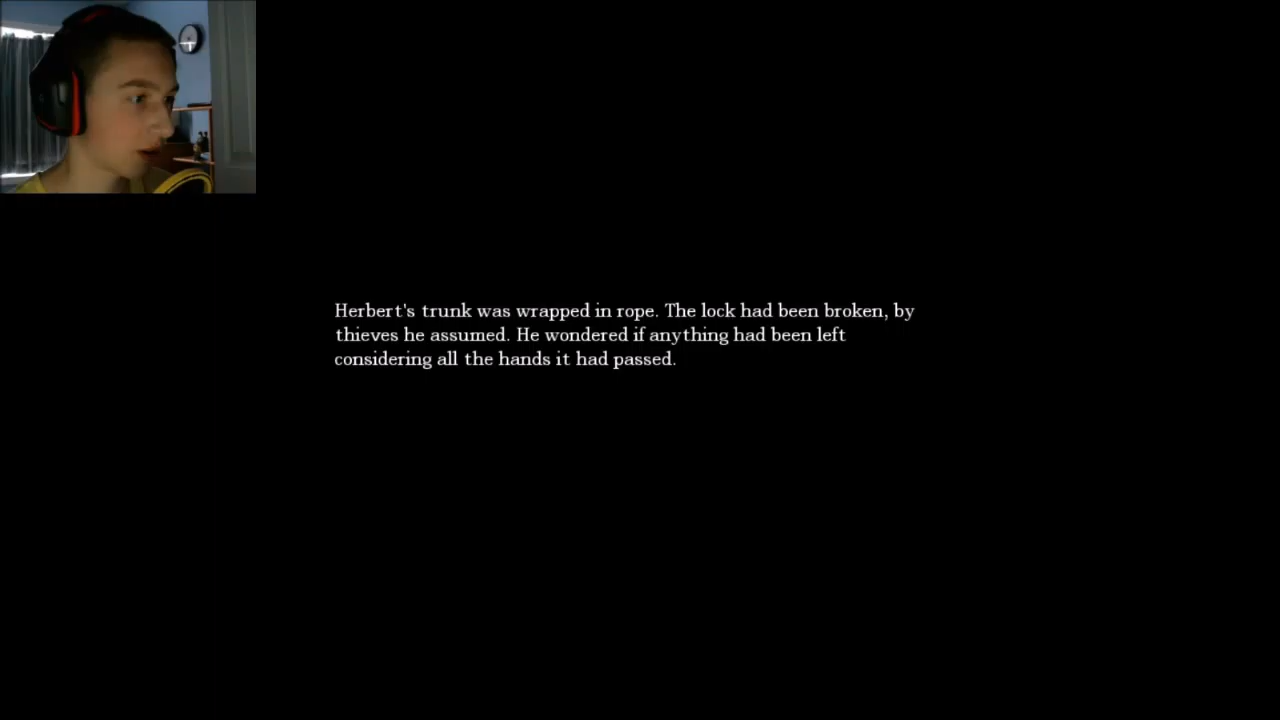 Herbert's trunk was wrapped in rope. The lock had been broken, by
thieves he assumed. He wondered if anything had been left
considering all the hands it had passed.